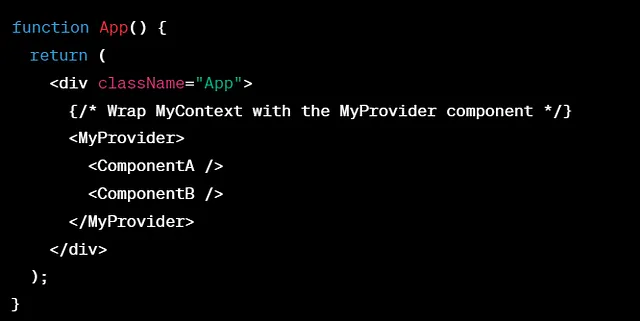 function App() {
  return (
    <div className="App">
      {/* Wrap MyContext with the MyProvider component */}
      <MyProvider>
        <ComponentA />
        <ComponentB />
      </MyProvider>
    </div>
  );
}